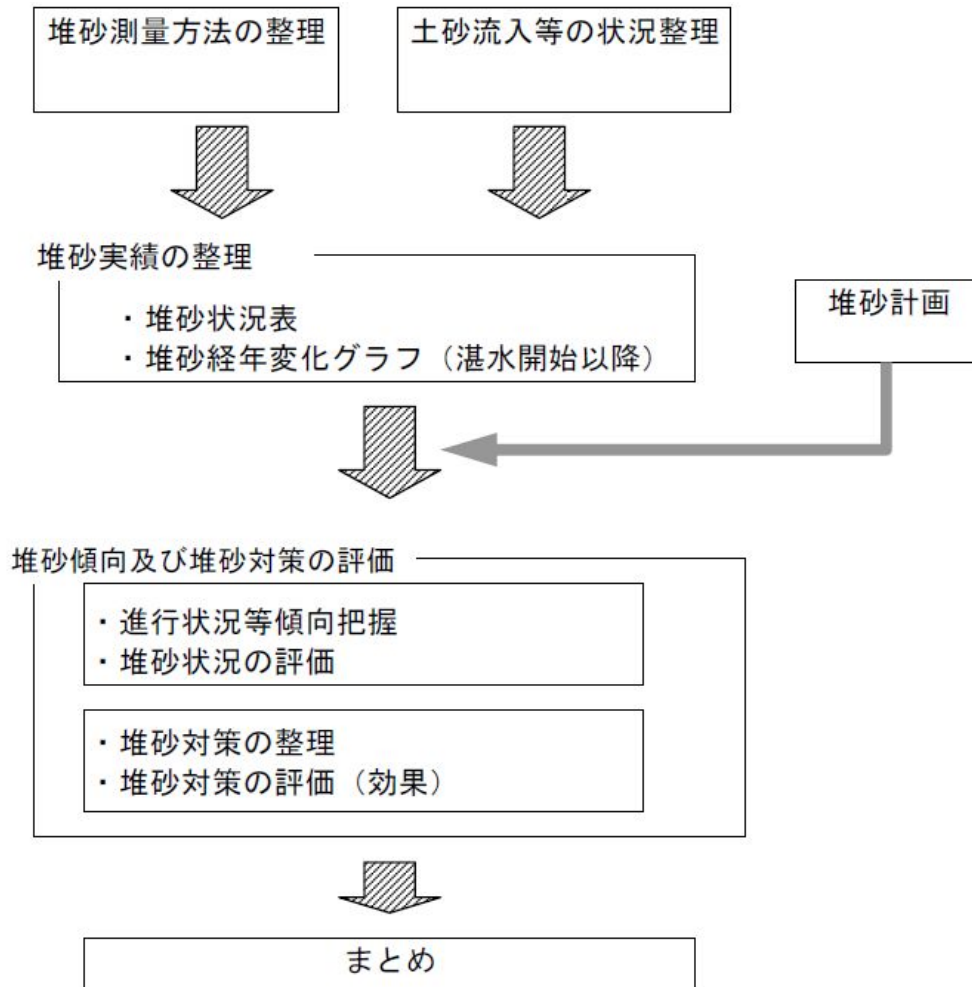 堆砂測量方法の整理
土砂流入等の状況整理
堆砂実績の整理
・堆砂状況表
・堆砂経年変化グラフ（湛水開始以降）
堆砂計画
堆砂傾向及び堆砂対策の評価
・進行状況等傾向把握
・堆砂状況の評価
・堆砂対策の整理
・堆砂対策の評価（効果）
まとめ